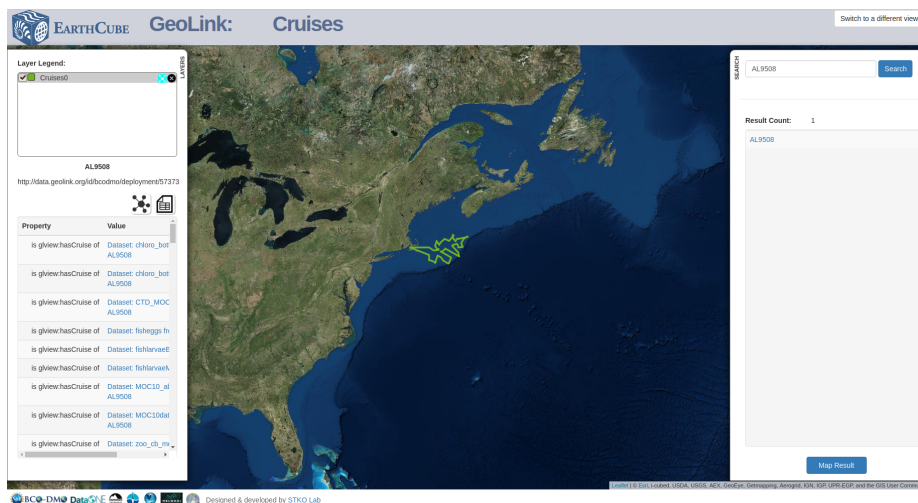 EARTHCUBE GeoLink: Cruises
Switch to a different view
Layer Legend:
LAYERS
Cruises0
AL9508
http://data.geolink.org/id/bcodmo/deployment/57373
Property Value
is glview:hasCruise of Dataset: chloro_bot
AL9508
is glview:hasCruise of Dataset: chloro_bot
AL9508
is glview:hasCruise of Dataset: CTD_MOC
AL9508
is glview:hasCruise of Dataset: fisheggs fr
is glview:hasCruise of Dataset: fishlarvaeB
is glview:hasCruise of Dataset: fishlarvaeM
is glview:hasCruise of Dataset: MOC10_al
AL9508
is glview:hasCruise of Dataset: MOC10dat
AL9508
is glview:hasCruise of Dataset: zoo_cb_m
SEARCH
AL9508 Search
Result Count: 1
AL9508
Map Result
Leaflet | © Esri, i-cubed, USDA, USGS, AEX, GeoEye, Getmapping, Aerogrid, IGN, IGP, UPR-EGP, and the GIS User Comm
BCO-DMO DataONE Designed & developed by STKO Lab